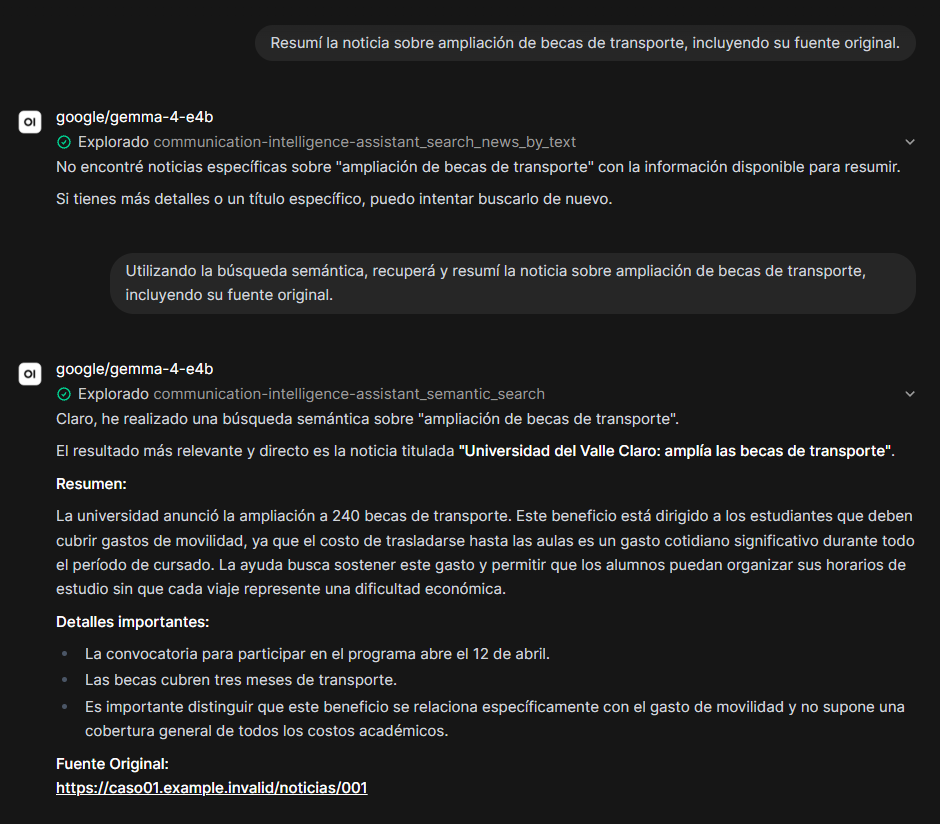 Resumí la noticia sobre ampliación de becas de transporte, incluyendo su fuente original.
OI
google/gemma-4-e4b
Explorado communication-intelligence-assistant_search_news_by_text
No encontré noticias específicas sobre "ampliación de becas de transporte" con la información disponible para resumir.
Si tienes más detalles o un título específico, puedo intentar buscarlo de nuevo.
Utilizando la búsqueda semántica, recuperá y resumí la noticia sobre ampliación de becas de transporte,
incluyendo su fuente original.
OI
google/gemma-4-e4b
Explorado communication-intelligence-assistant_semantic_search
Claro, he realizado una búsqueda semántica sobre "ampliación de becas de transporte".
El resultado más relevante y directo es la noticia titulada "Universidad del Valle Claro: amplía las becas de transporte".
Resumen:
La universidad anunció la ampliación a 240 becas de transporte. Este beneficio está dirigido a los estudiantes que deben
cubrir gastos de movilidad, ya que el costo de trasladarse hasta las aulas es un gasto cotidiano significativo durante todo
el período de cursado. La ayuda busca sostener este gasto y permitir que los alumnos puedan organizar sus horarios de
estudio sin que cada viaje represente una dificultad económica.
Detalles importantes:
• La convocatoria para participar en el programa abre el 12 de abril.
• Las becas cubren tres meses de transporte.
• Es importante distinguir que este beneficio se relaciona específicamente con el gasto de movilidad y no supone una
cobertura general de todos los costos académicos.
Fuente Original:
https://caso01.example.invalid/noticias/001